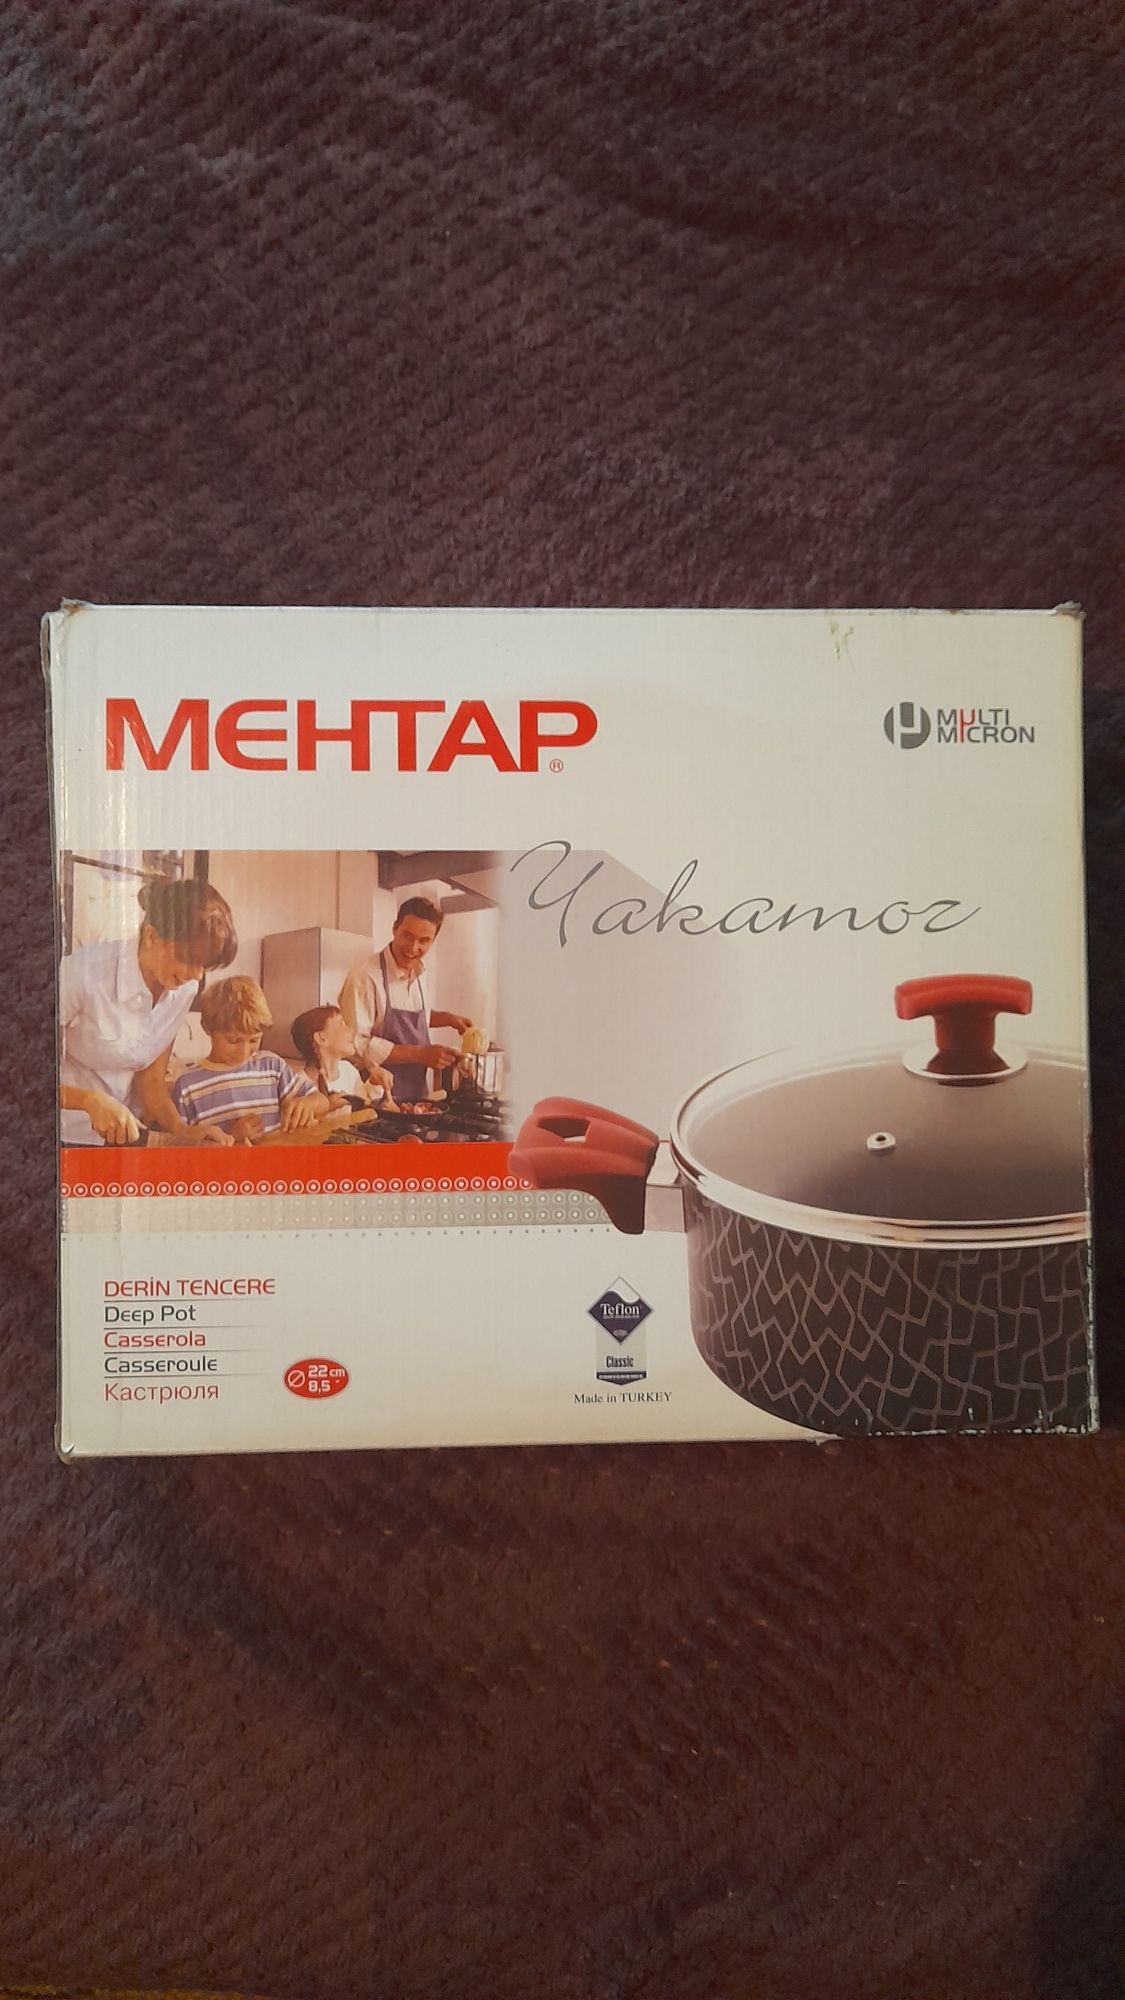 MEHTAP®
MULTI
MICRON
Yakamoz
DERİN TENCERE
Deep Pot
Casserola
Casseroule
Кастрюля
Ø 22 cm
8,5"
Teflon
Classic
CONVENIENCE
Made in TURKEY